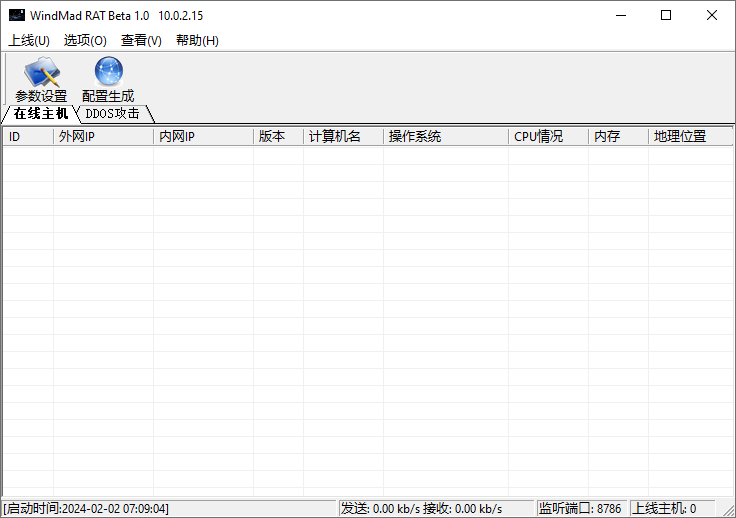 WindMad RAT Beta 1.0   10.0.2.15
上线(U) 选项(O) 查看(V) 帮助(H)
参数设置 配置生成
在线主机 DDOS攻击
ID 外网IP 内网IP 版本 计算机名 操作系统 CPU情况 内存 地理位置
[启动时间:2024-02-02 07:09:04] 发送: 0.00 kb/s 接收: 0.00 kb/s 监听端口: 8786 上线主机: 0